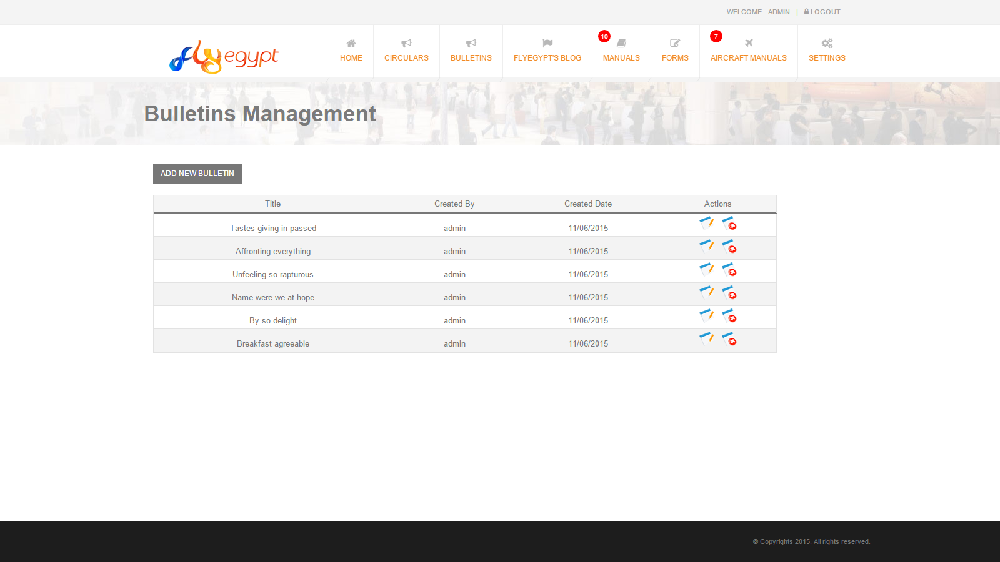 WELCOME ADMIN | LOGOUT
fly egypt
HOME CIRCULARS BULLETINS FLYEGYPT'S BLOG 10 MANUALS FORMS 7 AIRCRAFT MANUALS SETTINGS
Bulletins Management
ADD NEW BULLETIN
Title Created By Created Date Actions
Tastes giving in passed admin 11/06/2015
Affronting everything admin 11/06/2015
Unfeeling so rapturous admin 11/06/2015
Name were we at hope admin 11/06/2015
By so delight admin 11/06/2015
Breakfast agreeable admin 11/06/2015
© Copyrights 2015. All rights reserved.